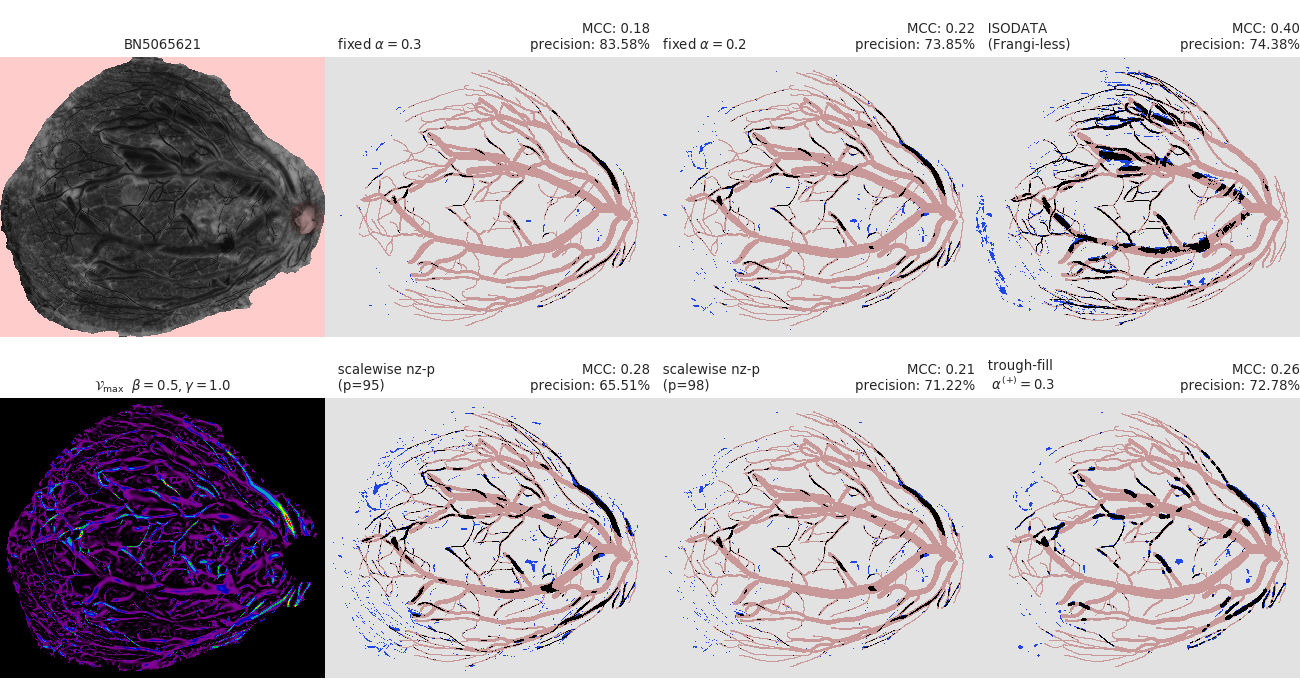 BN5065621
fixed α = 0.3
MCC: 0.18
precision: 83.58%
fixed α = 0.2
MCC: 0.22
precision: 73.85%
ISODATA
(Frangi-less)
MCC: 0.40
precision: 74.38%
𝒱max β = 0.5, γ = 1.0
scalewise nz-p
(p=95)
MCC: 0.28
precision: 65.51%
scalewise nz-p
(p=98)
MCC: 0.21
precision: 71.22%
trough-fill
α(+) = 0.3
MCC: 0.26
precision: 72.78%